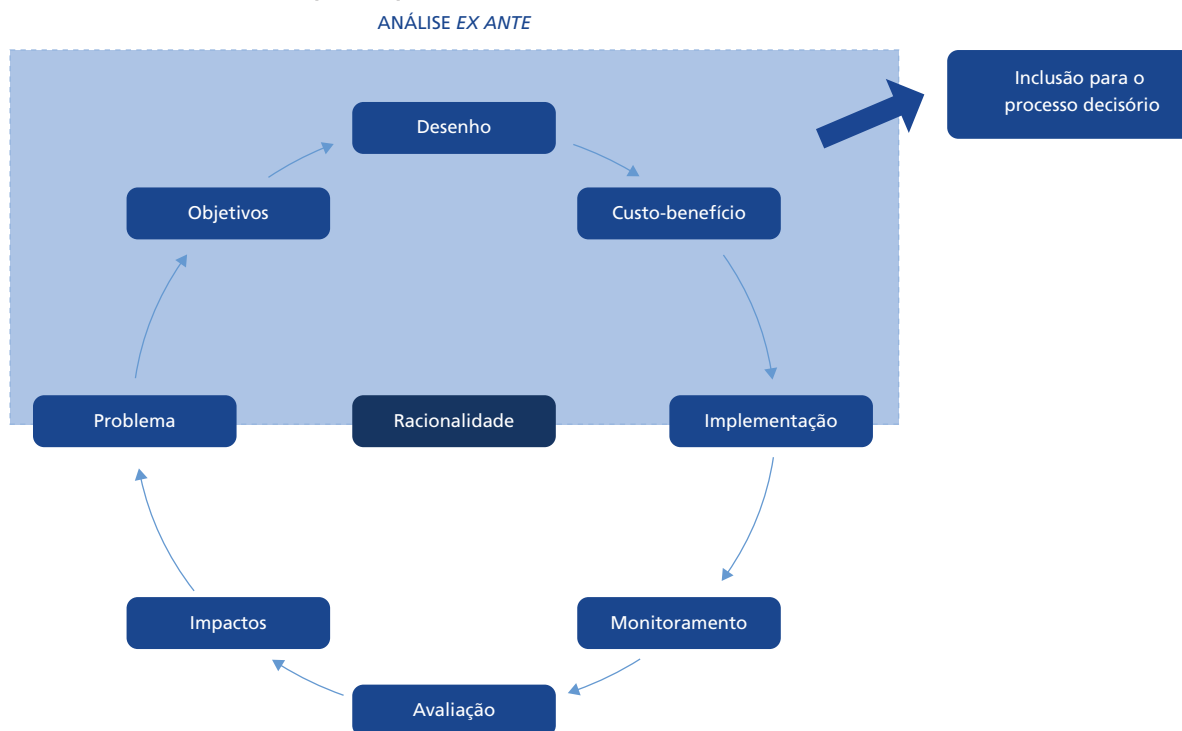 ANÁLISE EX ANTE
Inclusão para o
processo decisório
Desenho
Objetivos
Custo-benefício
Problema
Racionalidade
Implementação
Impactos
Monitoramento
Avaliação